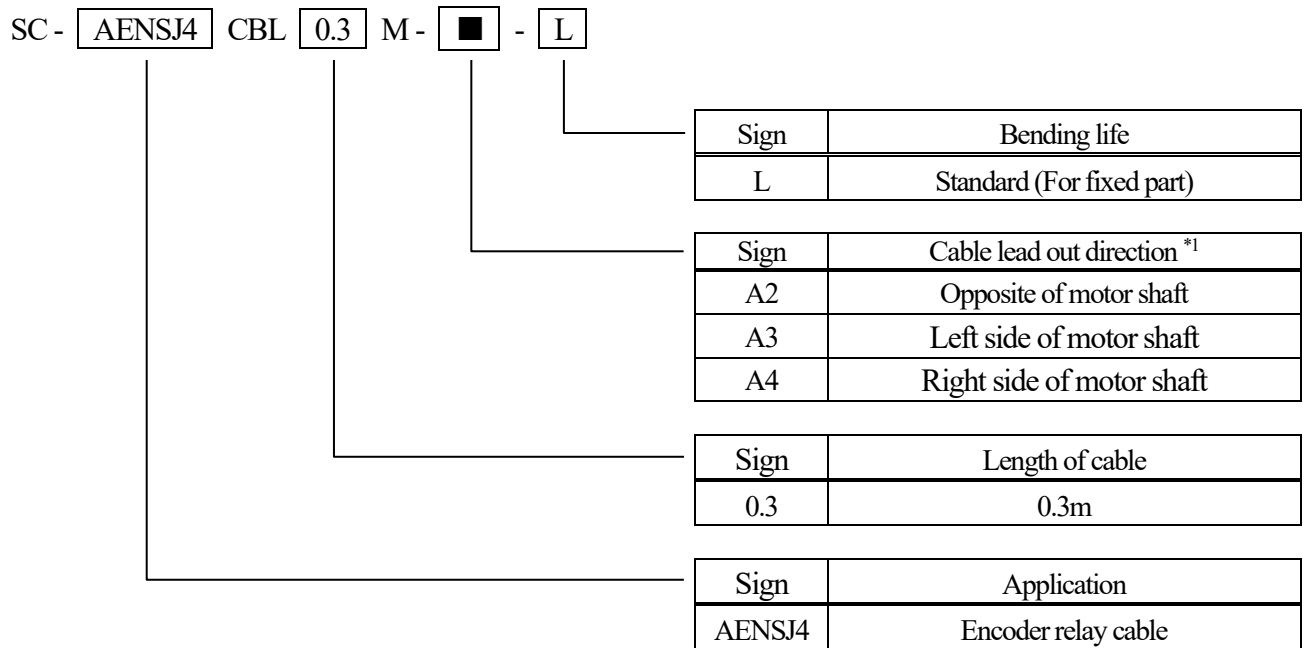 SC - AENSJ4 CBL 0.3 M - ■ - L
Sign Bending life
L Standard (For fixed part)
Sign Cable lead out direction *1
A2 Opposite of motor shaft
A3 Left side of motor shaft
A4 Right side of motor shaft
Sign Length of cable
0.3 0.3m
Sign Application
AENSJ4 Encoder relay cable